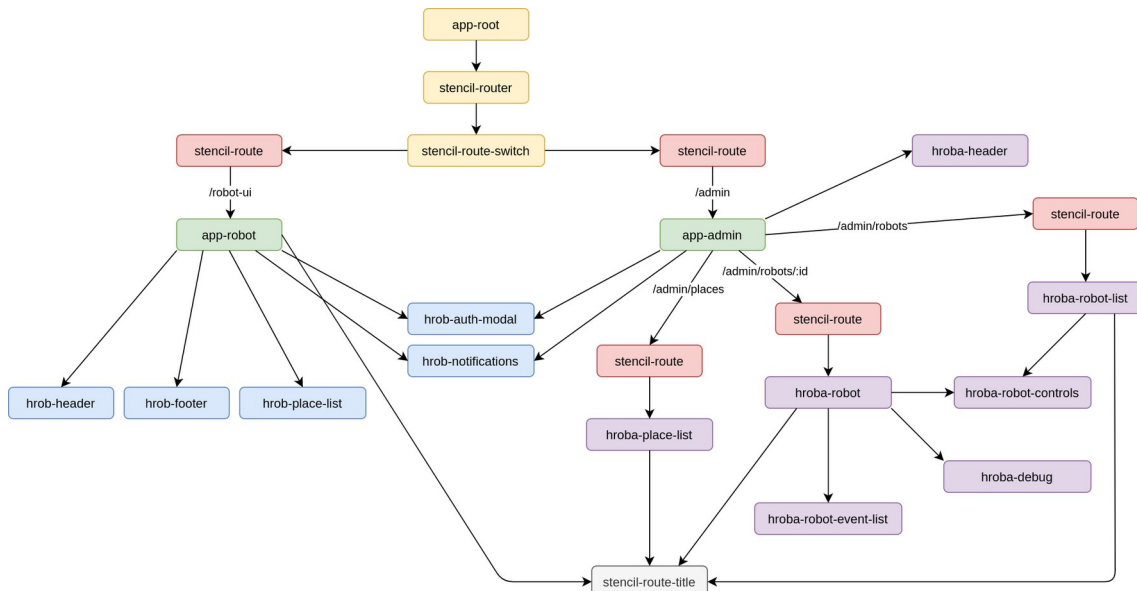 app-root
stencil-router
stencil-route
stencil-route-switch
stencil-route
hroba-header
/robot-ui
/admin
stencil-route
app-robot
app-admin
/admin/robots
/admin/robots/:id
/admin/places
hroba-robot-list
hrob-auth-modal
stencil-route
hrob-notifications
stencil-route
hrob-header
hrob-footer
hrob-place-list
hroba-robot
hroba-robot-controls
hroba-place-list
hroba-debug
hroba-robot-event-list
stencil-route-title